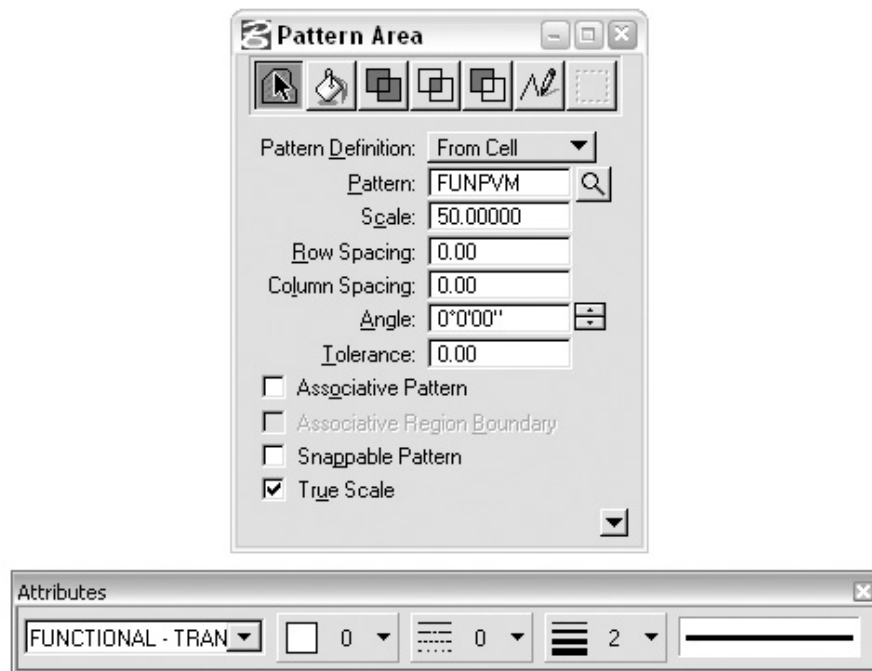 Pattern Area
Pattern Definition: From Cell
Pattern: FUNPVM
Scale: 50.00000
Row Spacing: 0.00
Column Spacing: 0.00
Angle: 0°0'00"
Tolerance: 0.00
Associative Pattern
Associative Region Boundary
Snappable Pattern
True Scale
Attributes
FUNCTIONAL - TRAN 0 0 2